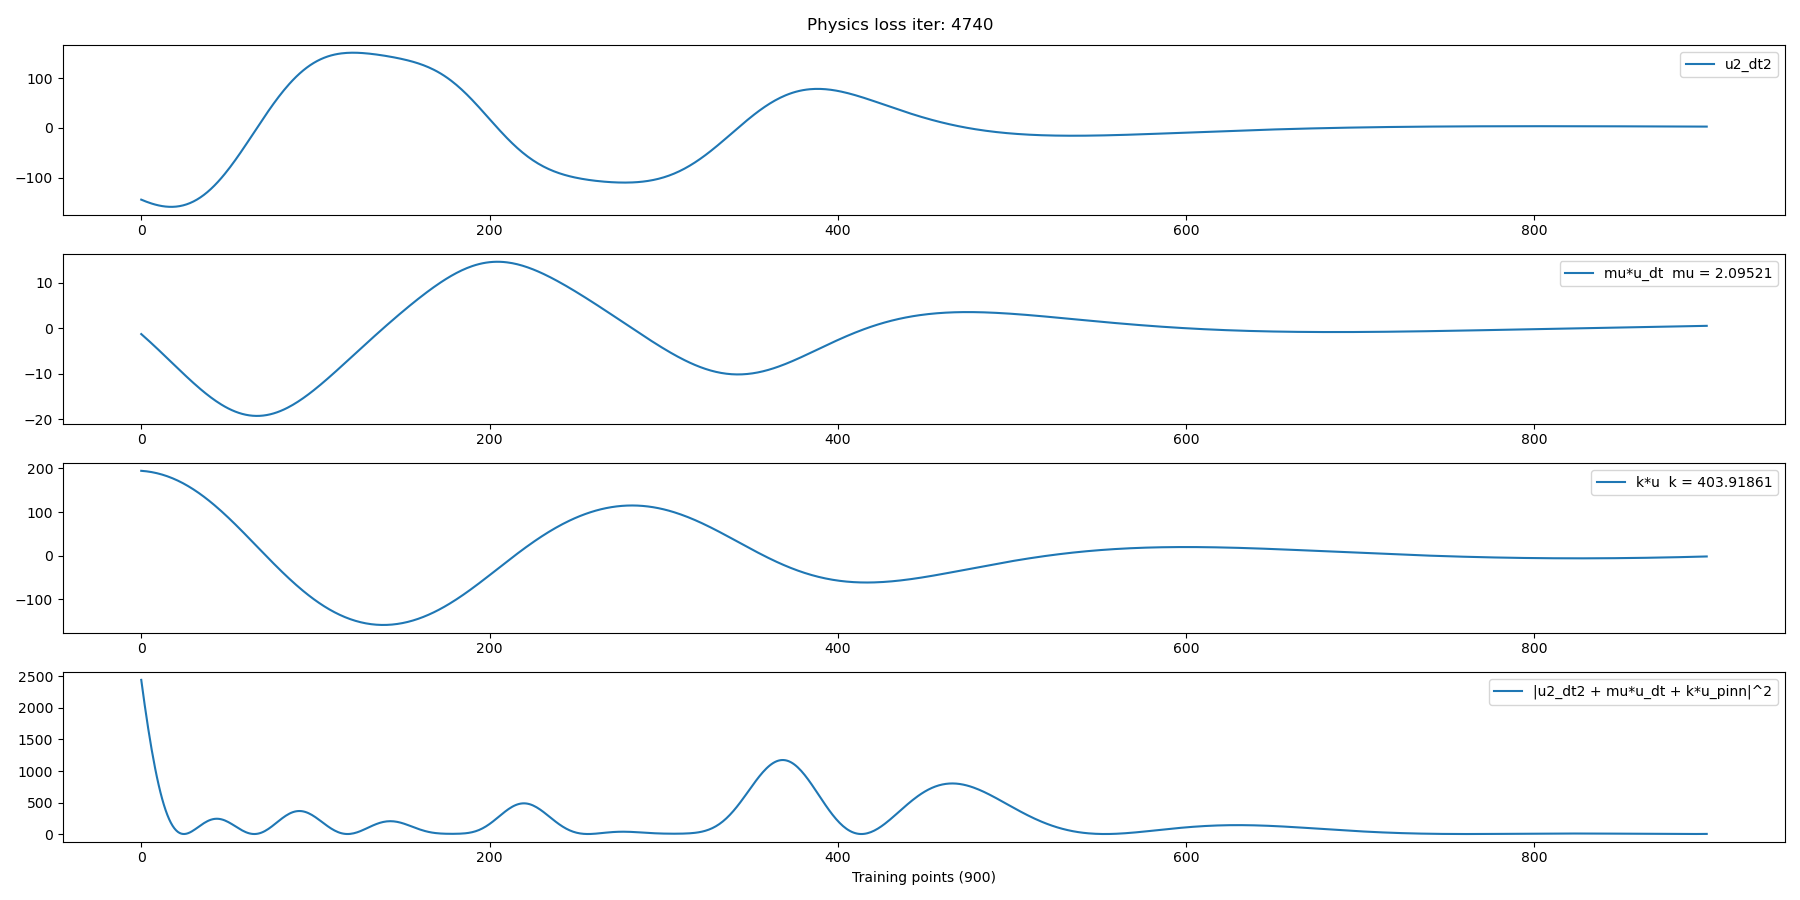 Physics loss iter: 4740
u2_dt2
100
0
−100
0 200 400 600 800
mu*u_dt  mu = 2.09521
10
0
−10
−20
0 200 400 600 800
k*u  k = 403.91861
200
100
0
−100
0 200 400 600 800
|u2_dt2 + mu*u_dt + k*u_pinn|^2
2500
2000
1500
1000
500
0
0 200 400 600 800
Training points (900)